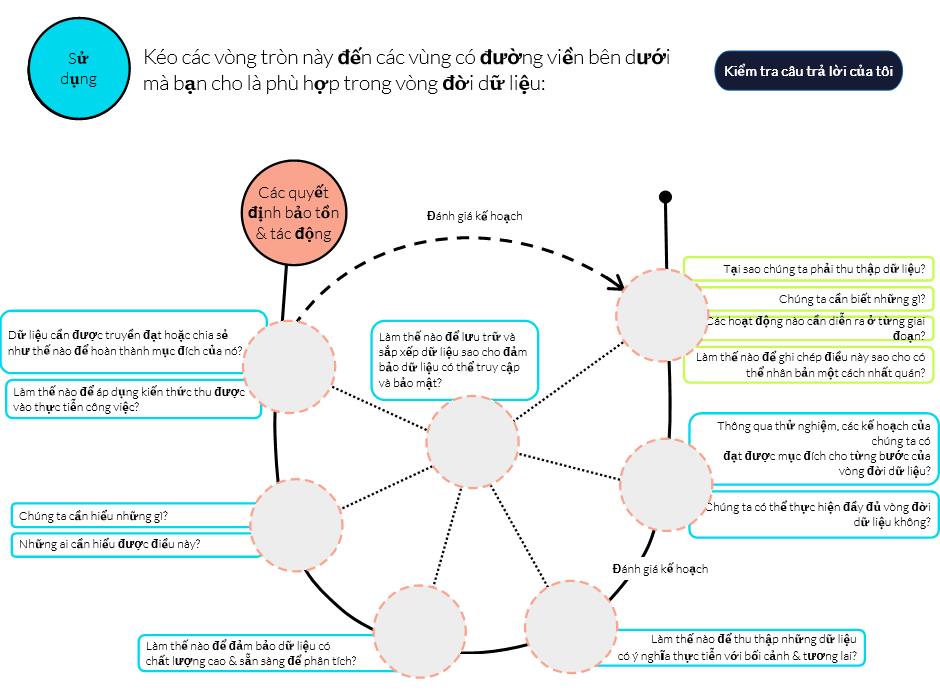 Sử
dụng
Kéo các vòng tròn này đến các vùng có đường viền bên dưới
mà bạn cho là phù hợp trong vòng đời dữ liệu:
Kiểm tra câu trả lời của tôi
Các quyết
định bảo tồn
& tác động
Đánh giá kế hoạch
Tại sao chúng ta phải thu thập dữ liệu?
Chúng ta cần biết những gì?
Các hoạt động nào cần diễn ra ở từng giai
đoạn?
Làm thế nào để ghi chép điều này sao cho có
thể nhân bản một cách nhất quán?
Dữ liệu cần được truyền đạt hoặc chia sẻ
như thế nào để hoàn thành mục đích của nó?
Làm thế nào để áp dụng kiến thức thu được
vào thực tiễn công việc?
Làm thế nào để lưu trữ và
sắp xếp dữ liệu sao cho đảm
bảo dữ liệu có thể truy cập
và bảo mật?
Thông qua thử nghiệm, các kế hoạch của
chúng ta có
đạt được mục đích cho từng bước của
vòng đời dữ liệu?
Chúng ta có thể thực hiện đầy đủ vòng đời
dữ liệu không?
Chúng ta cần hiểu những gì?
Những ai cần hiểu được điều này?
Đánh giá kế hoạch
Làm thế nào để đảm bảo dữ liệu có
chất lượng cao & sẵn sàng để phân tích?
Làm thế nào để thu thập những dữ liệu
có ý nghĩa thực tiễn với bối cảnh & tương lai?